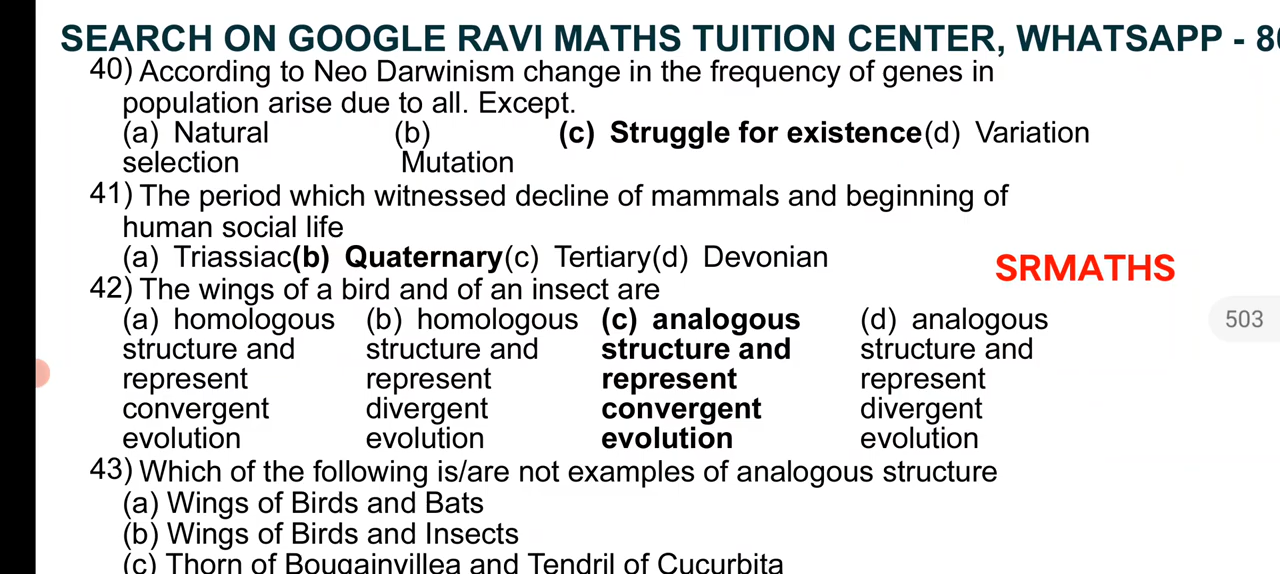 SEARCH ON GOOGLE RAVI MATHS TUITION CENTER, WHATSAPP - 8
40) According to Neo Darwinism change in the frequency of genes in
population arise due to all. Except.
(a) Natural (b) (c) Struggle for existence(d) Variation
selection Mutation
41) The period which witnessed decline of mammals and beginning of
human social life
(a) Triassiac(b) Quaternary(c) Tertiary(d) Devonian
SRMATHS
42) The wings of a bird and of an insect are
(a) homologous (b) homologous (c) analogous (d) analogous
503
structure and structure and structure and structure and
represent represent represent represent
convergent divergent convergent divergent
evolution evolution evolution evolution
43) Which of the following is/are not examples of analogous structure
(a) Wings of Birds and Bats
(b) Wings of Birds and Insects
(c) Thorn of Bougainvillea and Tendril of Cucurbita